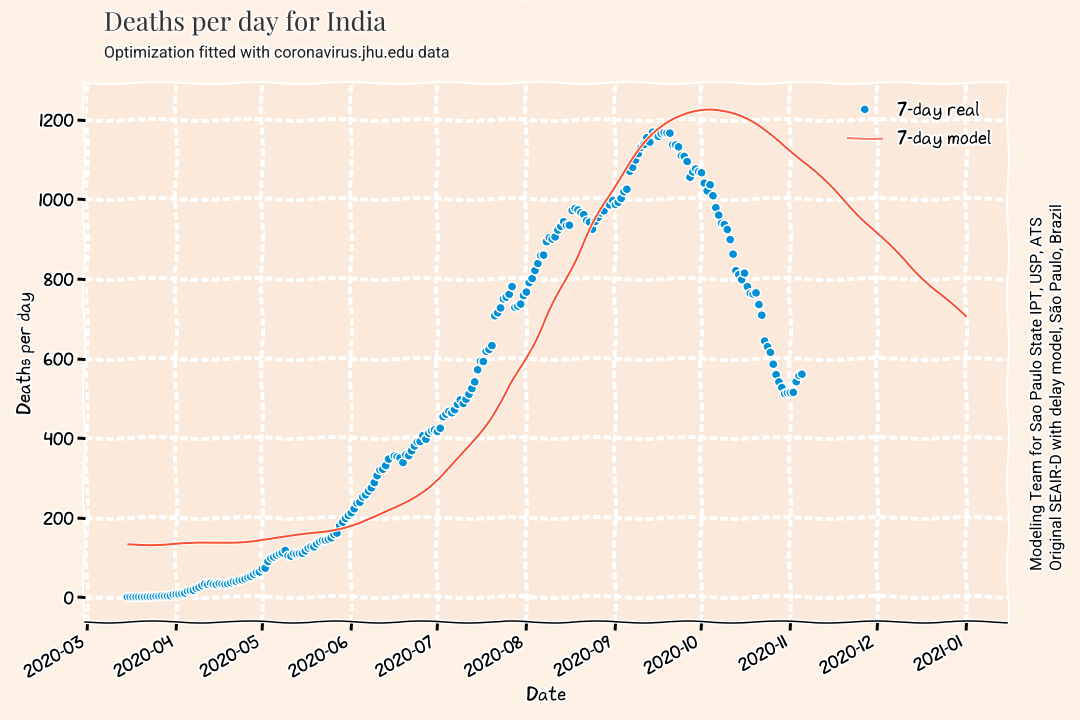 Deaths per day for India
Optimization fitted with coronavirus.jhu.edu data
7-day real
7-day model
1200
1000
800
600
400
200
0
Deaths per day
2020-03
2020-04
2020-05
2020-06
2020-07
2020-08
2020-09
2020-10
2020-11
2020-12
2021-01
Date
Modeling Team for Sao Paulo State IPT, USP, ATS
Original SEAIR-D with delay model, São Paulo, Brazil